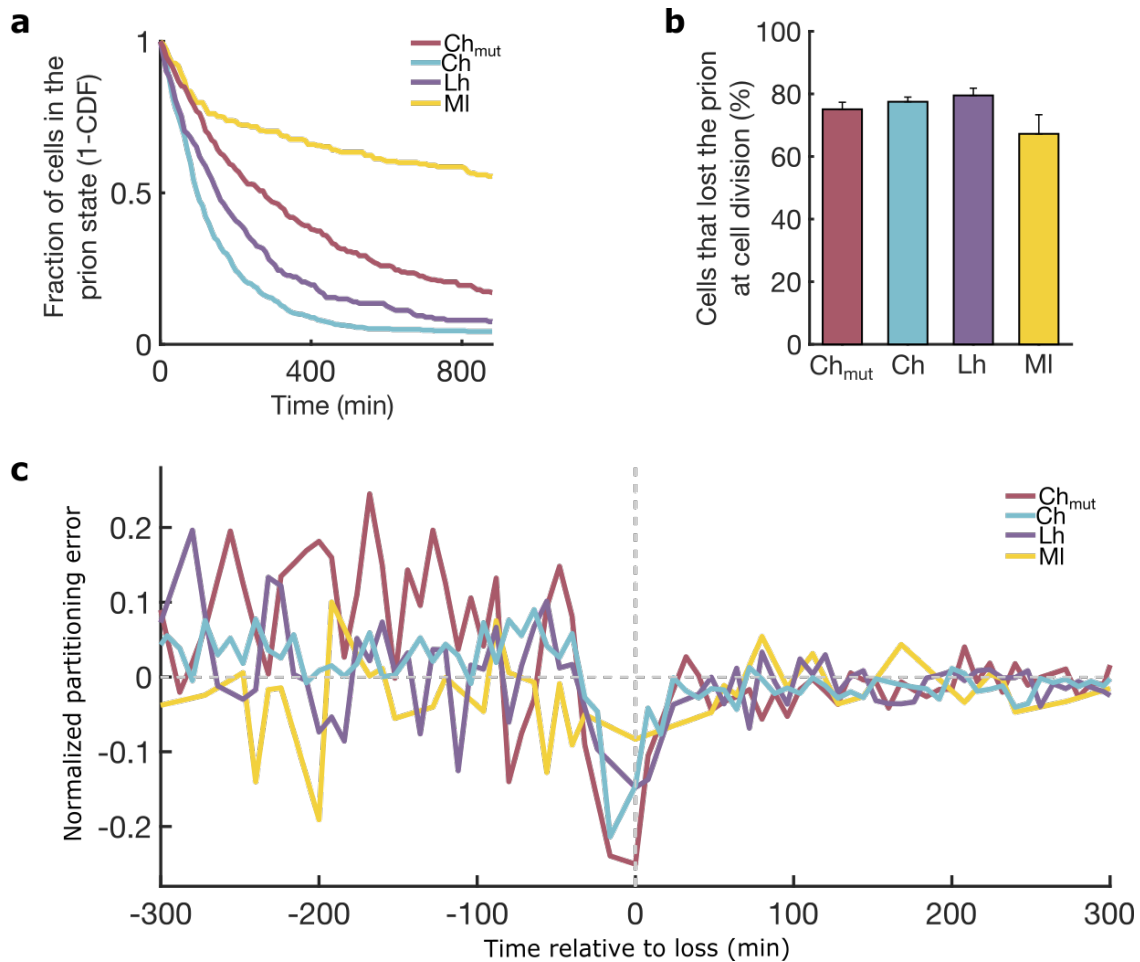 a
Fraction of cells in the
prion state (1-CDF)
1
0.5
0
0
400
800
Time (min)
Ch_mut
Ch
Lh
Ml
b
Cells that lost the prion
at cell division (%)
100
80
60
40
20
0
Ch_mut
Ch
Lh
Ml
c
Normalized partitioning error
0.2
0.1
0
-0.1
-0.2
-300
-200
-100
0
100
200
300
Time relative to loss (min)
Ch_mut
Ch
Lh
Ml